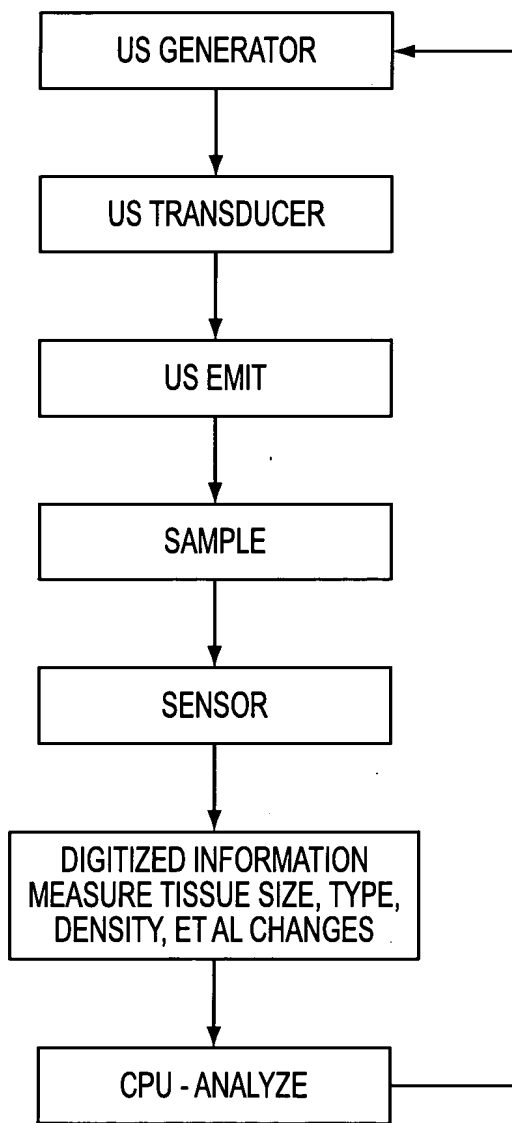 US GENERATOR
US TRANSDUCER
US EMIT
SAMPLE
SENSOR
DIGITIZED INFORMATION
MEASURE TISSUE SIZE, TYPE,
DENSITY, ET AL CHANGES
CPU - ANALYZE